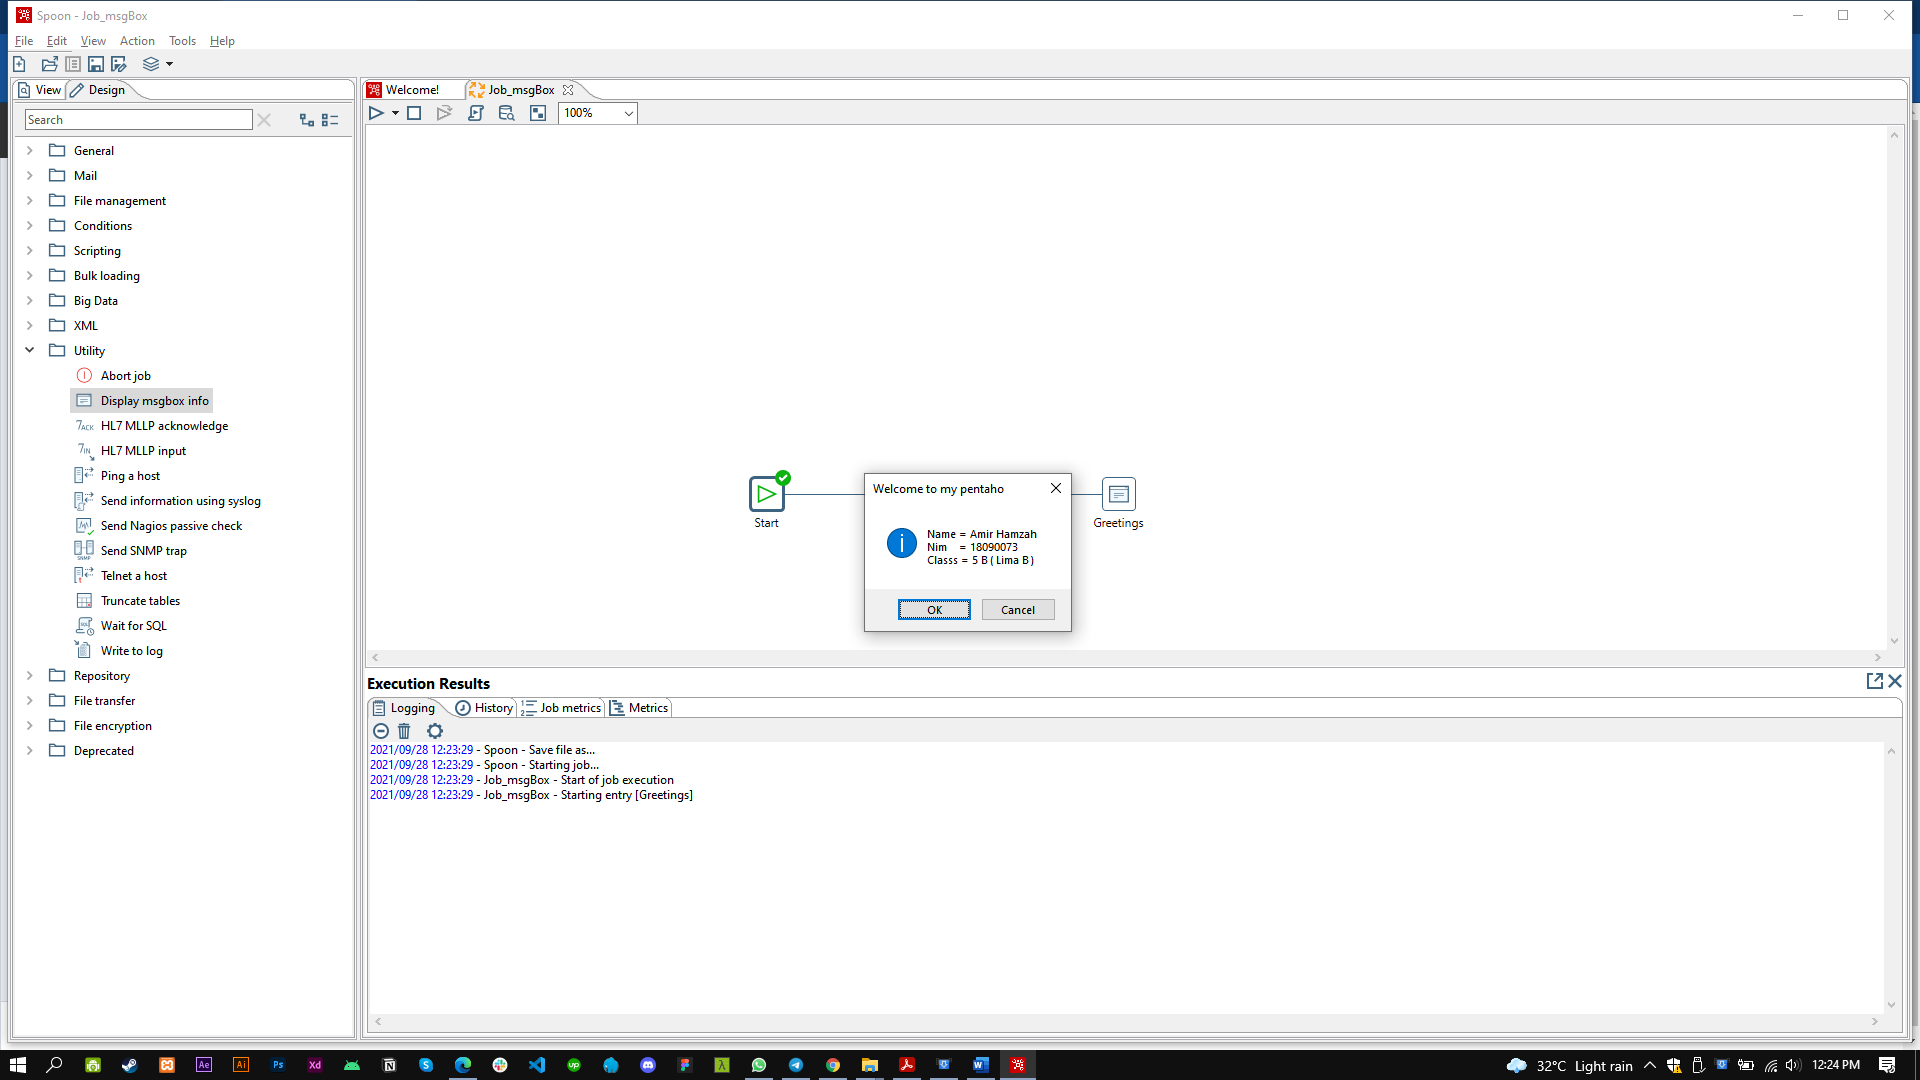 Spoon - Job_msgBox
File Edit View Action Tools Help
View Design
Search
General
Mail
File management
Conditions
Scripting
Bulk loading
Big Data
XML
Utility
Abort job
Display msgbox info
HL7 MLLP acknowledge
HL7 MLLP input
Ping a host
Send information using syslog
Send Nagios passive check
Send SNMP trap
Telnet a host
Truncate tables
Wait for SQL
Write to log
Repository
File transfer
File encryption
Deprecated
Welcome! Job_msgBox
100%
Start
Greetings
Welcome to my pentaho
Name = Amir Hamzah
Nim = 18090073
Classs = 5 B ( Lima B )
OK Cancel
Execution Results
Logging History Job metrics Metrics
2021/09/28 12:23:29 - Spoon - Save file as...
2021/09/28 12:23:29 - Spoon - Starting job...
2021/09/28 12:23:29 - Job_msgBox - Start of job execution
2021/09/28 12:23:29 - Job_msgBox - Starting entry [Greetings]
32°C Light rain 12:24 PM